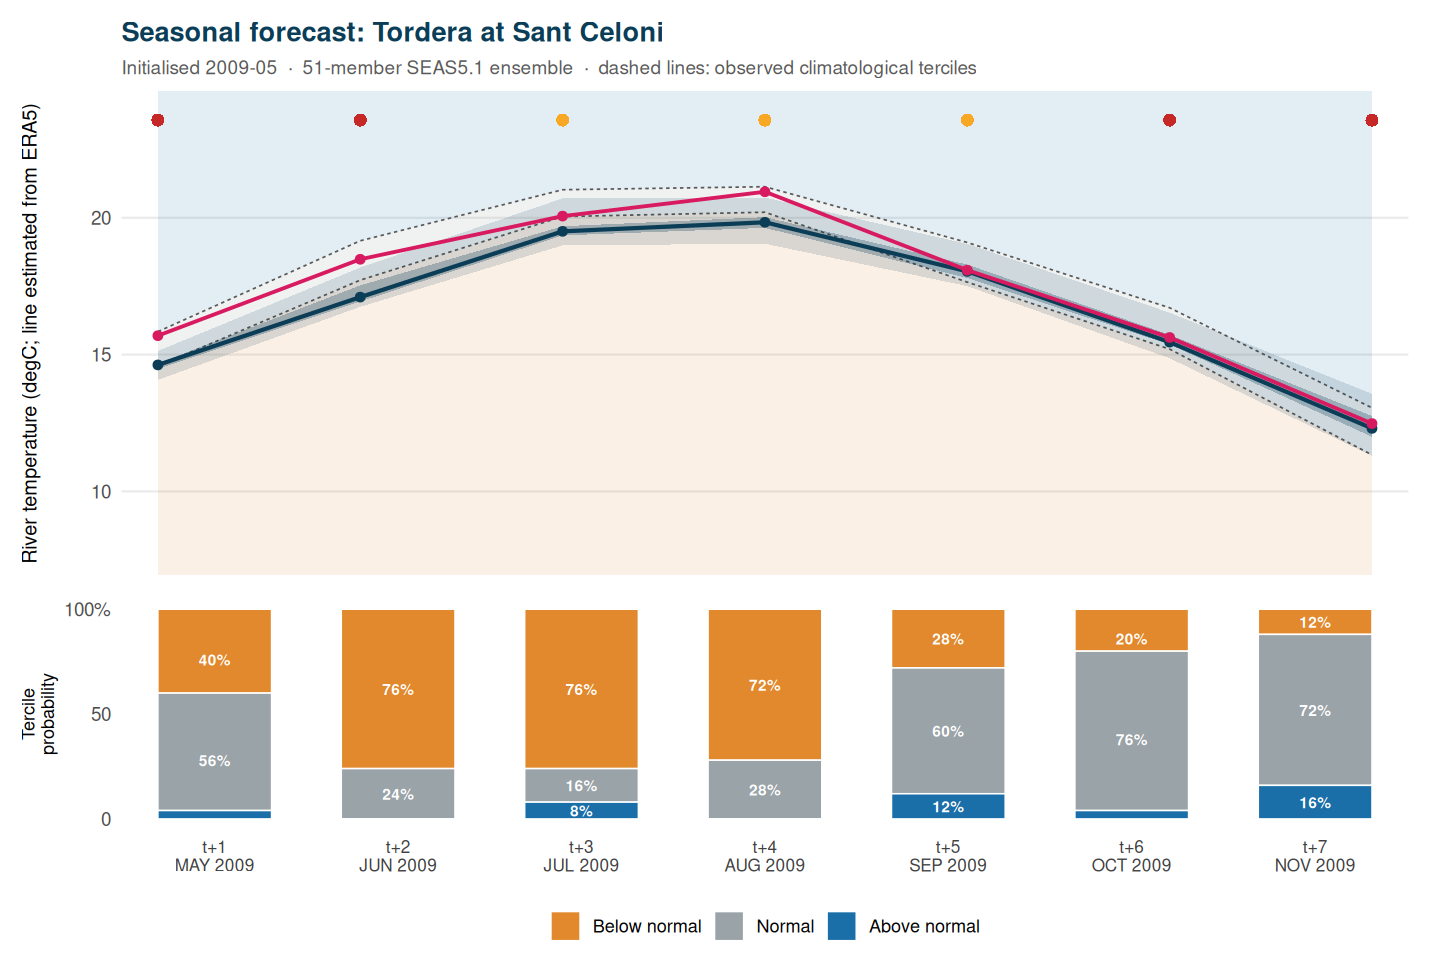 Seasonal forecast: Tordera at Sant Celoni
Initialised 2009-05 · 51-member SEAS5.1 ensemble · dashed lines: observed climatological terciles
River temperature (degC; line estimated from ERA5)
20
15
10
Tercile
probability
100%
50
0
40%
56%
76%
24%
76%
16%
8%
72%
28%
28%
60%
12%
20%
76%
12%
72%
16%
t+1
MAY 2009
t+2
JUN 2009
t+3
JUL 2009
t+4
AUG 2009
t+5
SEP 2009
t+6
OCT 2009
t+7
NOV 2009
Below normal
Normal
Above normal